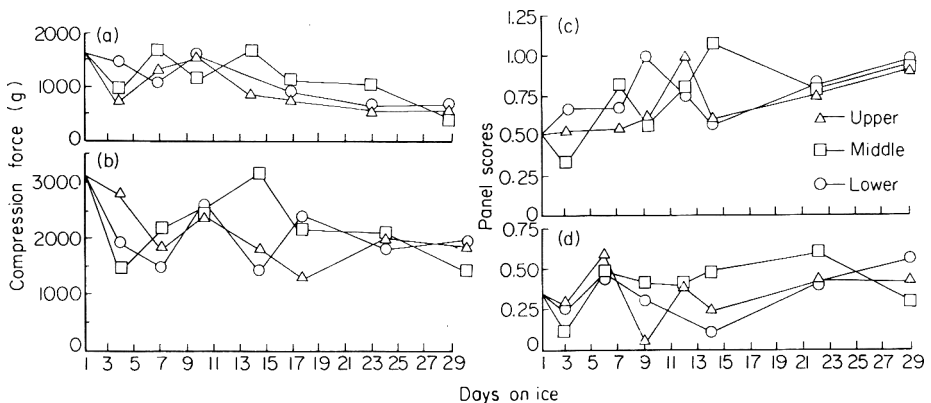 Compression force (g)
(a)
2000
1000
0
(b)
3000
2000
1000
0
1 3 5 7 9 11 13 15 17 19 21 23 25 27 29
Panel scores
(c)
1.25
1.00
0.75
0.50
0.25
0
Upper
Middle
Lower
(d)
0.75
0.50
0.25
0
1 3 5 7 9 11 13 15 17 19 21 23 25 27 29
Days on ice